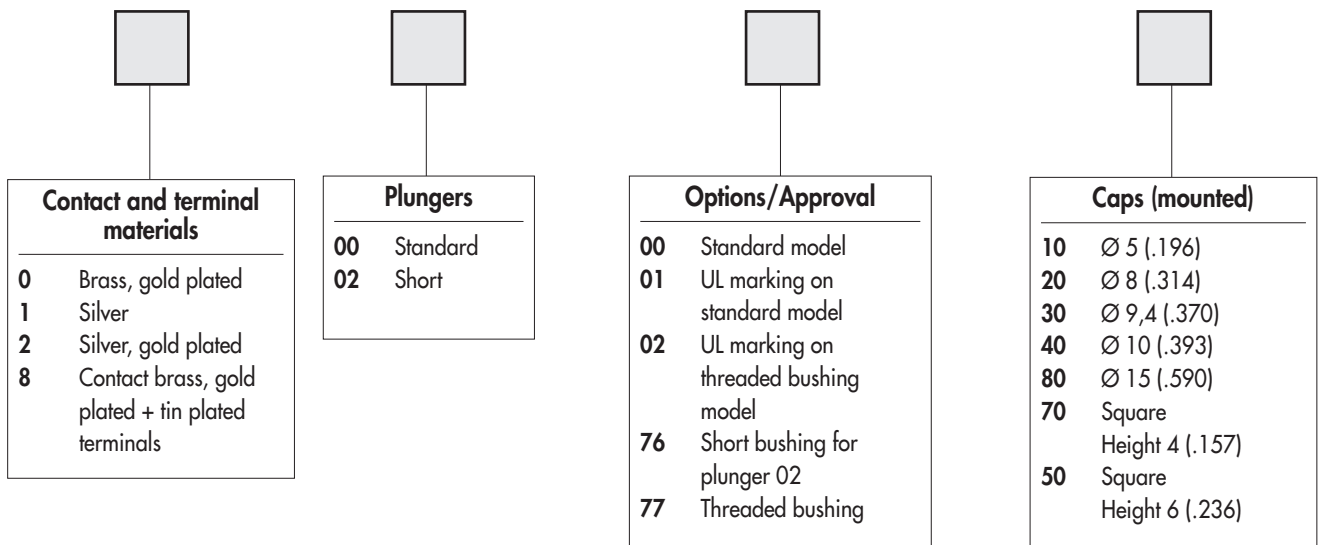 Contact and terminal
materials
0 Brass, gold plated
1 Silver
2 Silver, gold plated
8 Contact brass, gold
plated + tin plated
terminals
Plungers
00 Standard
02 Short
Options/Approval
00 Standard model
01 UL marking on
standard model
02 UL marking on
threaded bushing
model
76 Short bushing for
plunger 02
77 Threaded bushing
Caps (mounted)
10 Ø 5 (.196)
20 Ø 8 (.314)
30 Ø 9,4 (.370)
40 Ø 10 (.393)
80 Ø 15 (.590)
70 Square
Height 4 (.157)
50 Square
Height 6 (.236)